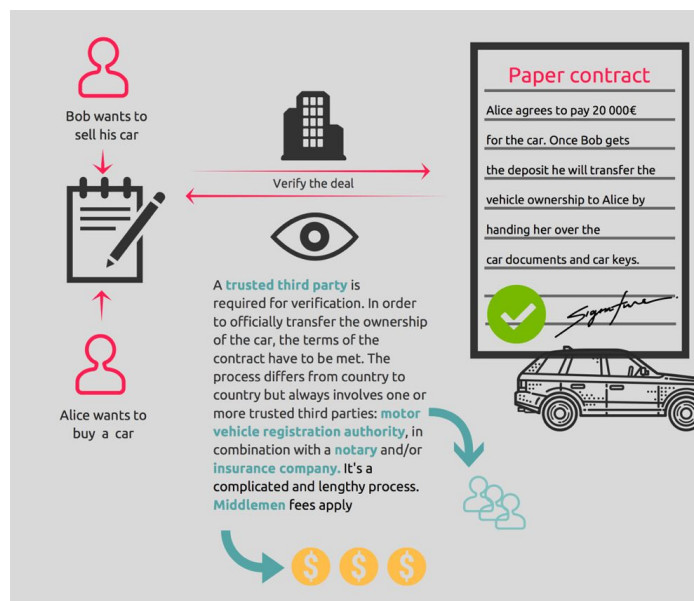 Bob wants to
sell his car
Alice wants to
buy a car
Verify the deal
A trusted third party is
required for verification. In order
to officially transfer the ownership
of the car, the terms of the
contract have to be met. The
process differs from country to
country but always involves one or
more trusted third parties: motor
vehicle registration authority, in
combination with a notary and/or
insurance company. It's a
complicated and lengthy process.
Middlemen fees apply
$ $ $
Paper contract
Alice agrees to pay 20 000€
for the car. Once Bob gets
the deposit he will transfer the
vehicle ownership to Alice by
handing her over the
car documents and car keys.
Signature